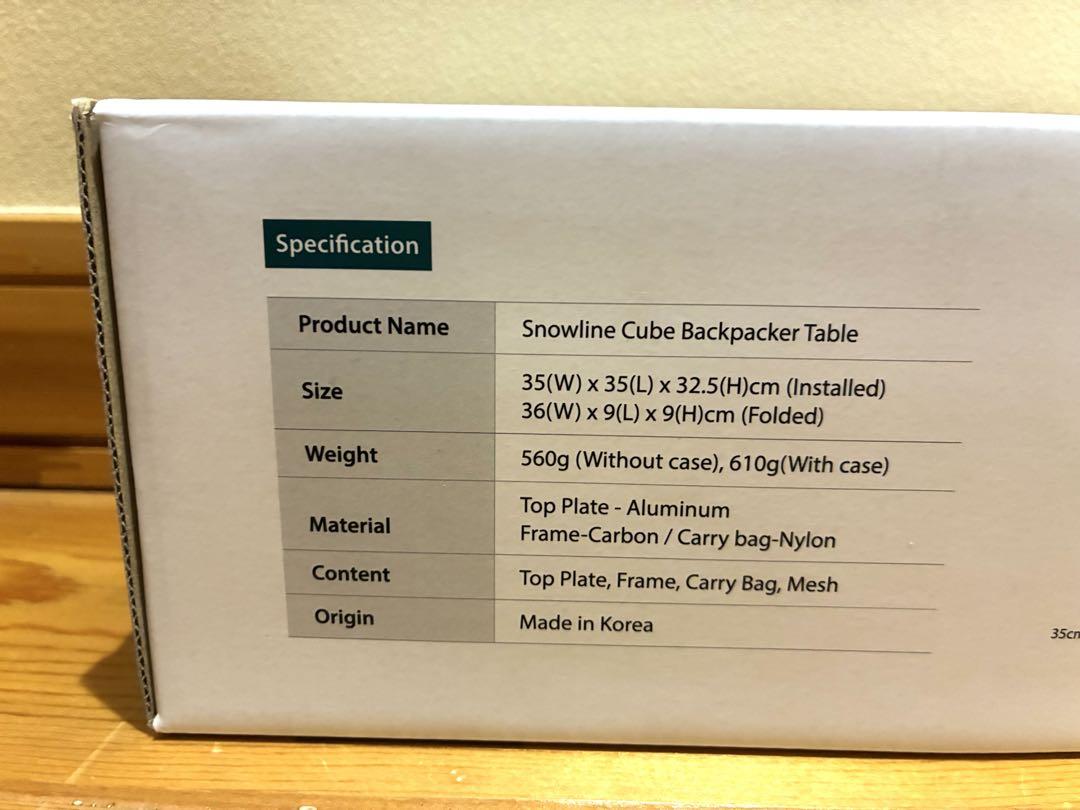 Specification
Product Name
Snowline Cube Backpacker Table
Size
35(W) x 35(L) x 32.5(H)cm (Installed)
36(W) x 9(L) x 9(H)cm (Folded)
Weight
560g (Without case), 610g(With case)
Material
Top Plate - Aluminum
Frame-Carbon / Carry bag-Nylon
Content
Top Plate, Frame, Carry Bag, Mesh
Origin
Made in Korea